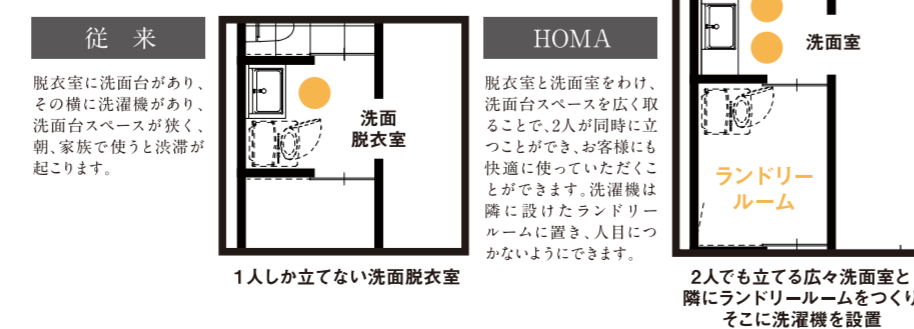 従 来
脱衣室に洗面台があり、
その横に洗濯機があり、
洗面台スペースが狭く、
朝、家族で使うと渋滞が
起こります。
洗面
脱衣室
1人しか立てない洗面脱衣室
HOMA
脱衣室と洗面室をわけ、
洗面台スペースを広く取
ることで、2人が同時に立
つことができ、お客様にも
快適に使っていただくこ
とができます。洗濯機は
隣に設けたランドリー
ルームに置き、人目につ
かないようにできます。
洗面室
ランドリー
ルーム
2人でも立てる広々洗面室と
隣にランドリールームをつくり
そこに洗濯機を設置